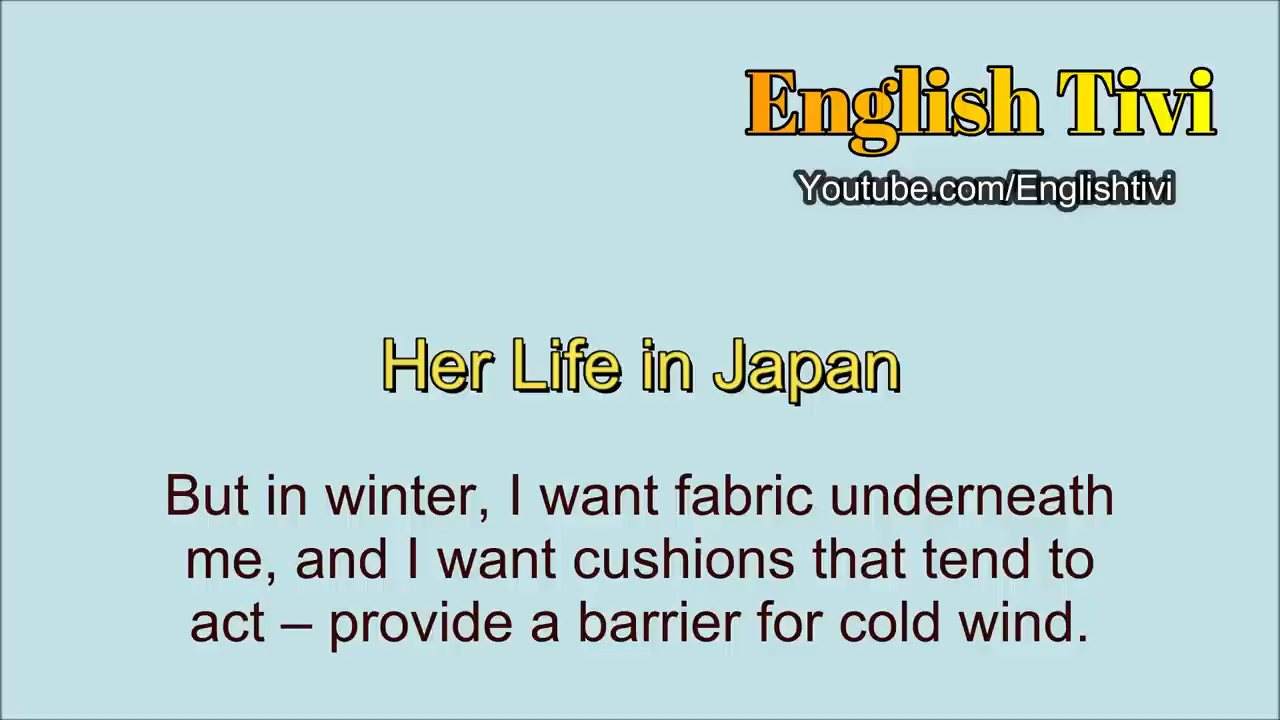 English Tivi
Youtube.com/Englishtivi
Her Life in Japan
But in winter, I want fabric underneath
me, and I want cushions that tend to
act – provide a barrier for cold wind.